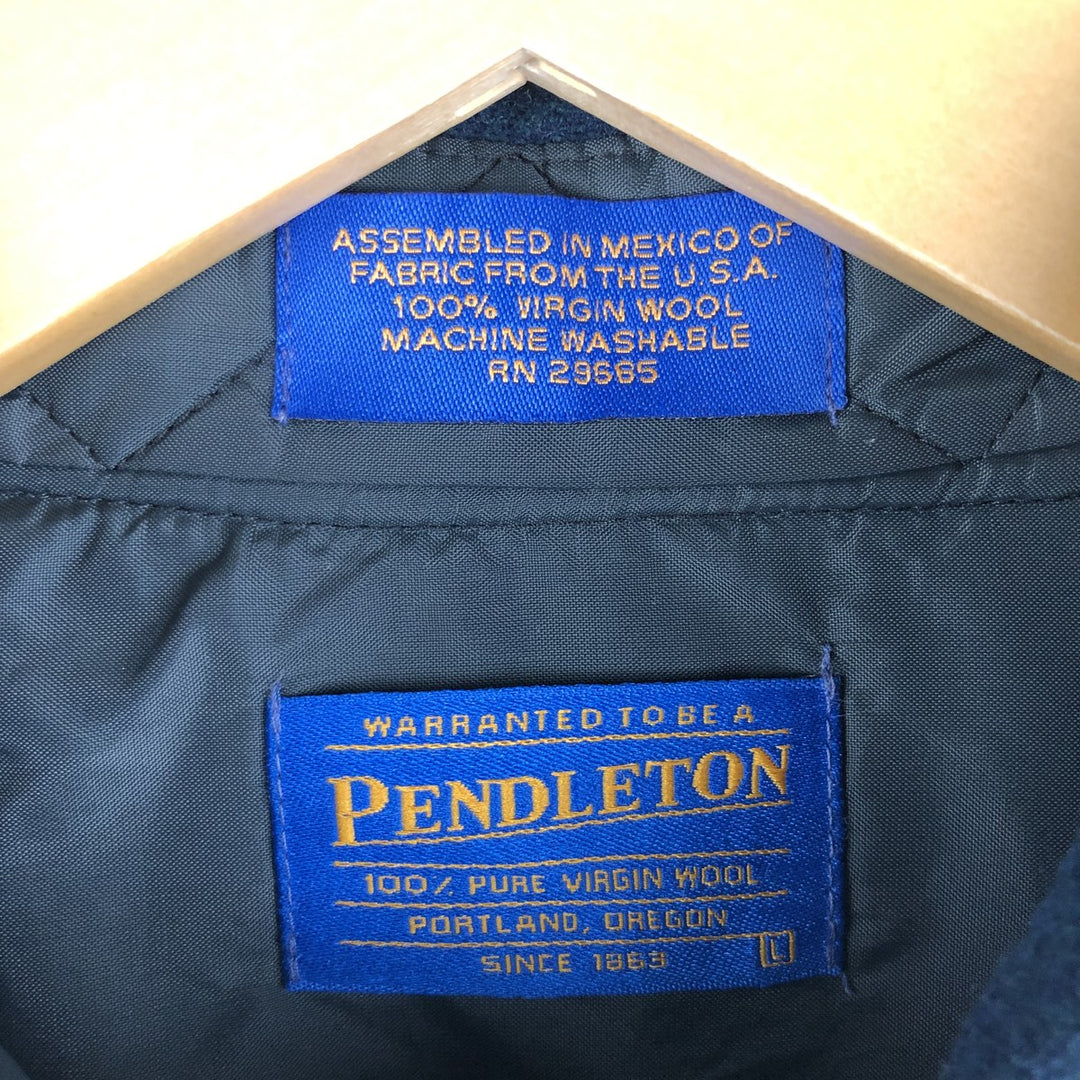 ASSEMBLED IN MEXICO OF
FABRIC FROM THE U.S.A.
100% VIRGIN WOOL
MACHINE WASHABLE
RN 29665
WARRANTED TO BE A
PENDLETON
100% PURE VIRGIN WOOL
PORTLAND, OREGON
SINCE 1863
L